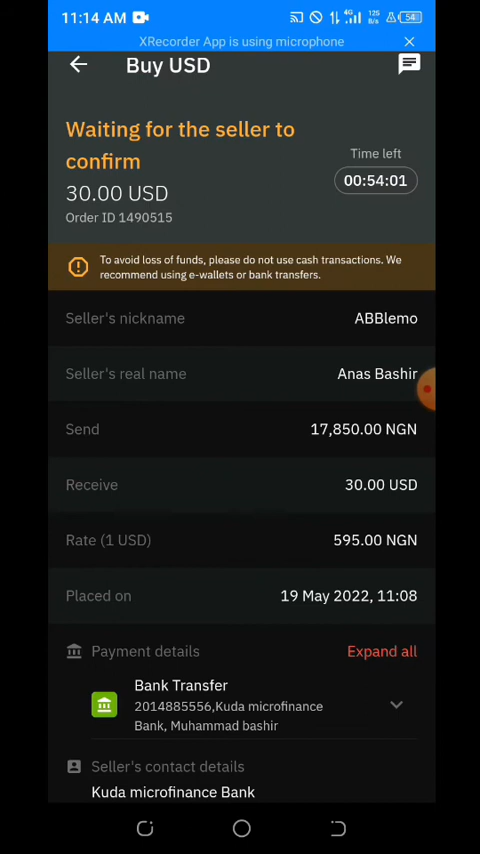 11:14 AM
4G
125
B/s
54
XRecorder App is using microphone
Buy USD
Waiting for the seller to
confirm
Time left
00:54:01
30.00 USD
Order ID 1490515
To avoid loss of funds, please do not use cash transactions. We
recommend using e-wallets or bank transfers.
Seller's nickname ABBlemo
Seller's real name Anas Bashir
Send 17,850.00 NGN
Receive 30.00 USD
Rate (1 USD) 595.00 NGN
Placed on 19 May 2022, 11:08
Payment details Expand all
Bank Transfer
2014885556,Kuda microfinance
Bank, Muhammad bashir
Seller's contact details
Kuda microfinance Bank